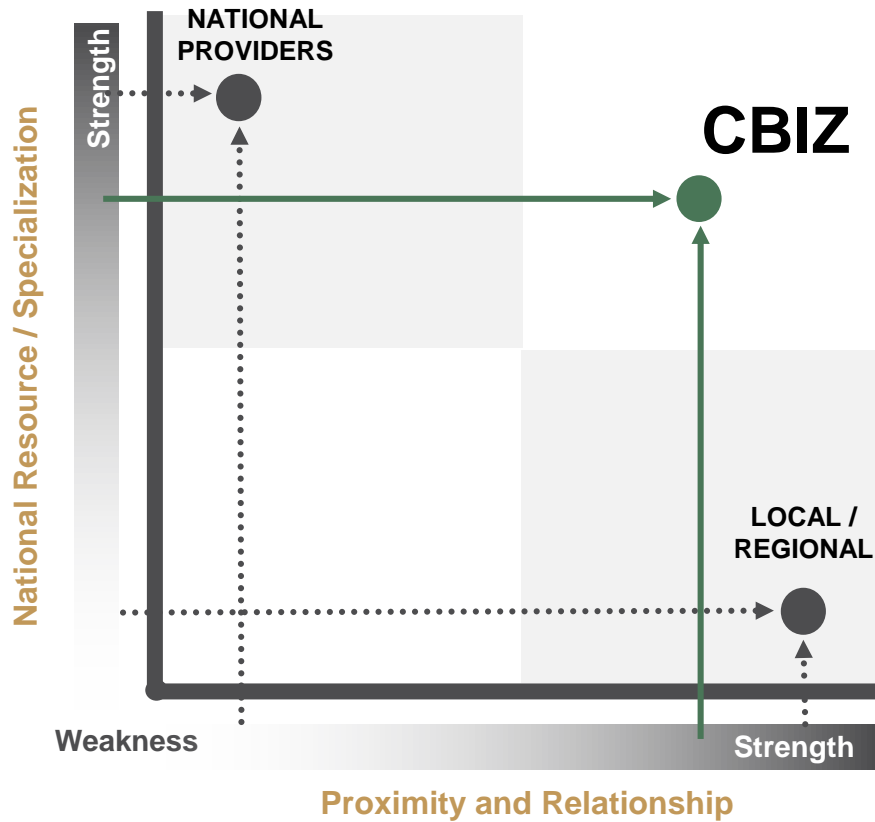 NATIONAL
PROVIDERS
Strength
CBIZ
National Resource / Specialization
LOCAL /
REGIONAL
Weakness
Strength
Proximity and Relationship